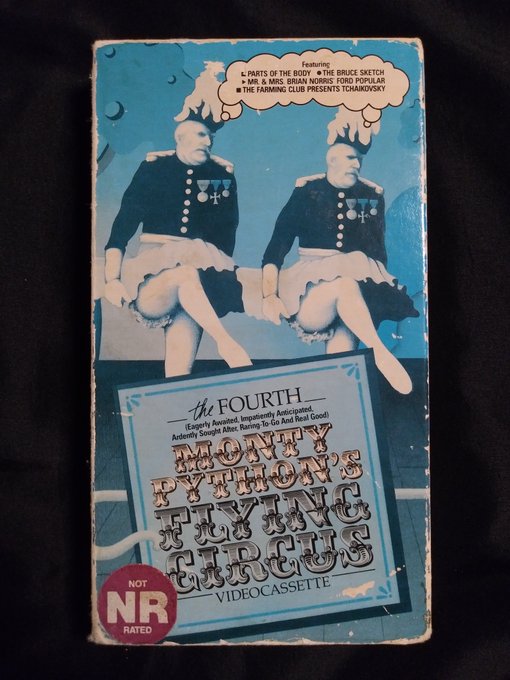 Featuring
PARTS OF THE BODY • THE BRUCE SKETCH
▸ MR. & MRS. BRIAN NORRIS' FORD POPULAR
■ THE FARMING CLUB PRESENTS TCHAIKOVSKY
the FOURTH
(Eagerly Awaited, Impatiently Anticipated,
Ardently Sought After, Raring-To-Go And Real Good)
MONTY
PYTHON'S
FLYING
CIRCUS
VIDEOCASSETTE
NOT
NR
RATED